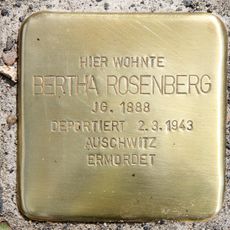 HIER WOHNTE
BERTHA ROSENBERG
JG. 1888
DEPORTIERT 2.3.1943
AUSCHWITZ
ERMORDET